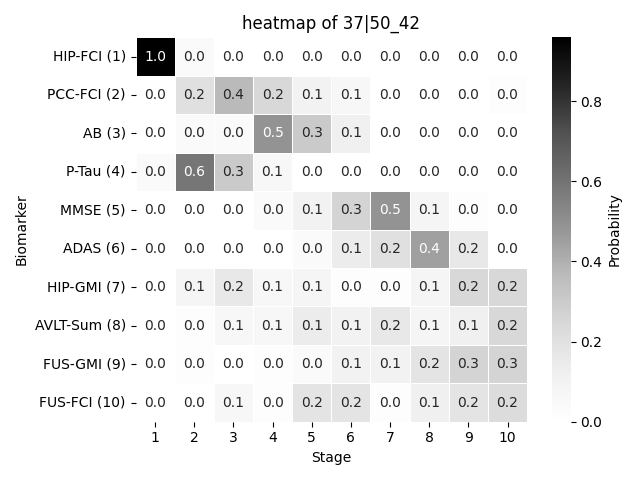 heatmap of 37|50_42
HIP-FCI (1) 1.0 0.0 0.0 0.0 0.0 0.0 0.0 0.0 0.0 0.0
PCC-FCI (2) 0.0 0.2 0.4 0.2 0.1 0.1 0.0 0.0 0.0 0.0
AB (3) 0.0 0.0 0.0 0.5 0.3 0.1 0.0 0.0 0.0 0.0
P-Tau (4) 0.0 0.6 0.3 0.1 0.0 0.0 0.0 0.0 0.0 0.0
MMSE (5) 0.0 0.0 0.0 0.0 0.1 0.3 0.5 0.1 0.0 0.0
ADAS (6) 0.0 0.0 0.0 0.0 0.0 0.1 0.2 0.4 0.2 0.0
HIP-GMI (7) 0.0 0.1 0.2 0.1 0.1 0.0 0.0 0.1 0.2 0.2
AVLT-Sum (8) 0.0 0.0 0.1 0.1 0.1 0.1 0.2 0.1 0.1 0.2
FUS-GMI (9) 0.0 0.0 0.0 0.0 0.0 0.1 0.1 0.2 0.3 0.3
FUS-FCI (10) 0.0 0.0 0.1 0.0 0.2 0.2 0.0 0.1 0.2 0.2
1 2 3 4 5 6 7 8 9 10
Stage
Biomarker
0.8
0.6
0.4
0.2
0.0
Probability